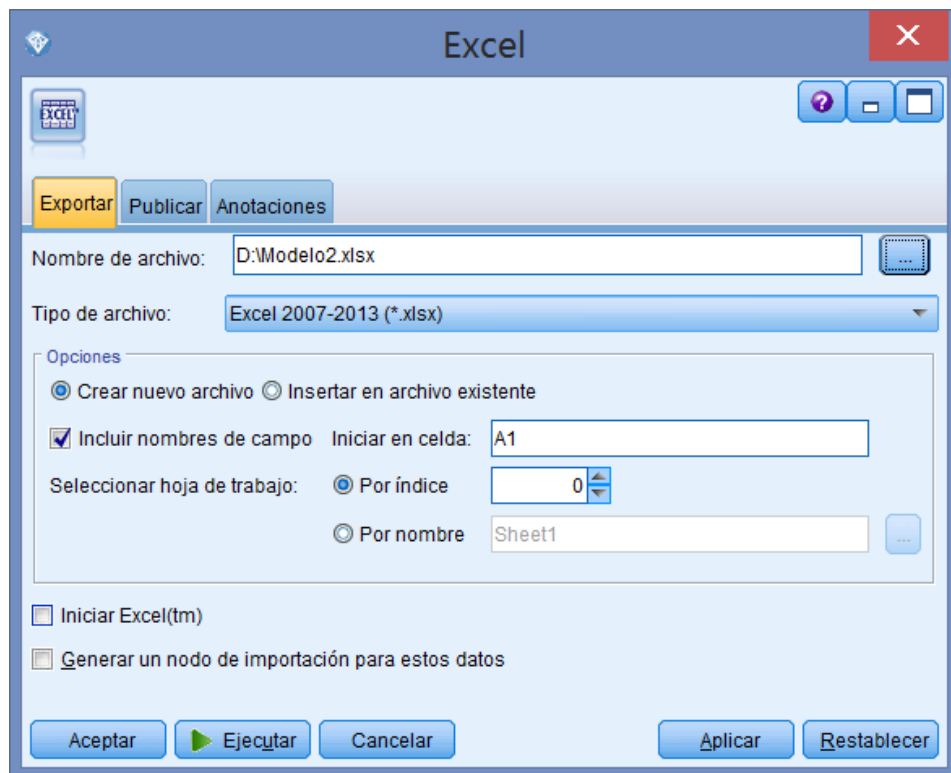 Excel
EXCEL
Exportar Publicar Anotaciones
Nombre de archivo: D:\Modelo2.xlsx ...
Tipo de archivo: Excel 2007-2013 (*.xlsx)
Opciones
Crear nuevo archivo Insertar en archivo existente
Incluir nombres de campo Iniciar en celda: A1
Seleccionar hoja de trabajo: Por índice 0
Por nombre Sheet1 ...
Iniciar Excel(tm)
Generar un nodo de importación para estos datos
Aceptar Ejecutar Cancelar Aplicar Restablecer